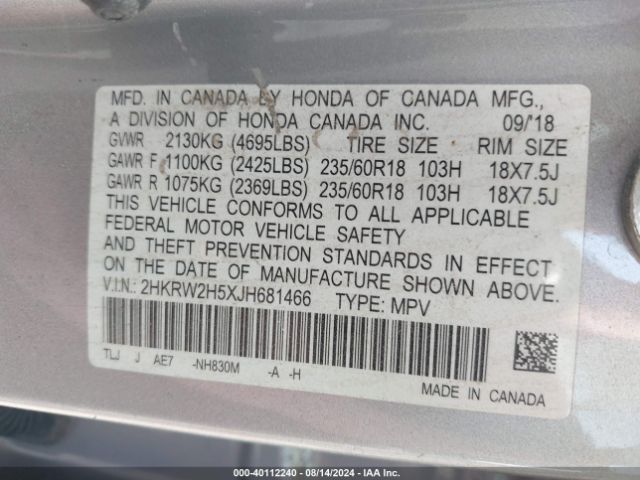 MFD. IN CANADA BY HONDA OF CANADA MFG.,
A DIVISION OF HONDA CANADA INC. 09/'18
GVWR 2130KG (4695LBS) TIRE SIZE RIM SIZE
GAWR F 1100KG (2425LBS) 235/60R18 103H 18X7.5J
GAWR R 1075KG (2369LBS) 235/60R18 103H 18X7.5J
THIS VEHICLE CONFORMS TO ALL APPLICABLE
FEDERAL MOTOR VEHICLE SAFETY
AND THEFT PREVENTION STANDARDS IN EFFECT
ON THE DATE OF MANUFACTURE SHOWN ABOVE.
V.I.N.: 2HKRW2H5XJH681466 TYPE: MPV
TLJ J AE7 -NH830M -A -H
MADE IN CANADA
000-40112240 - 08/14/2024 - IAA Inc.